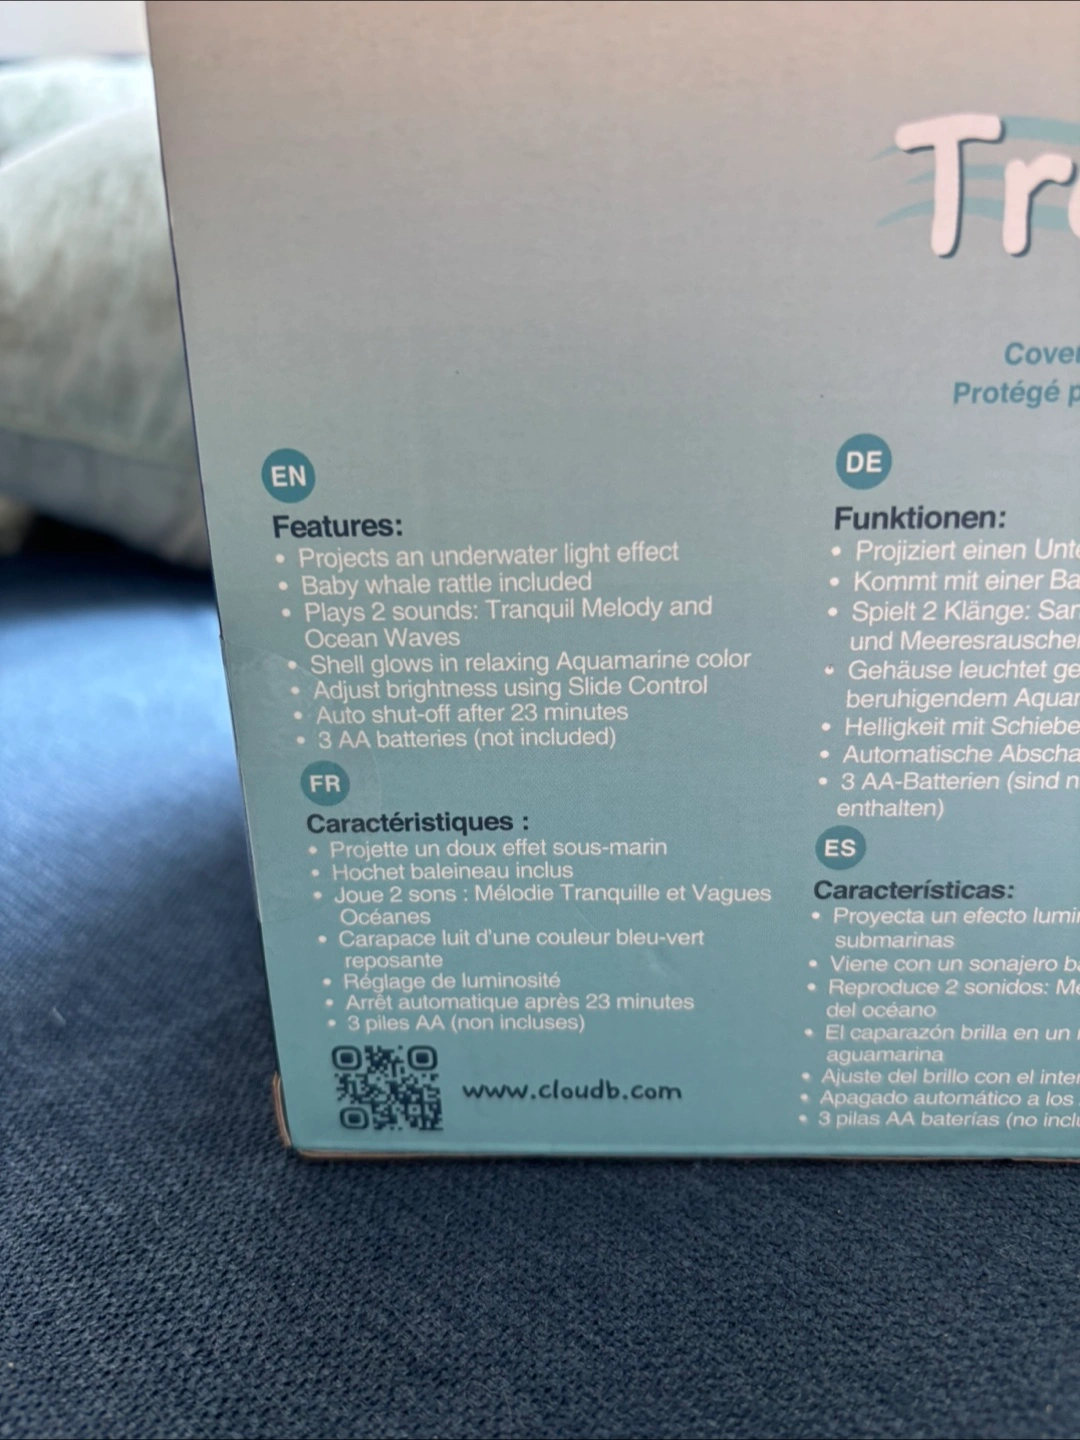 Cover
Protégé
EN
Features:
• Projects an underwater light effect
• Baby whale rattle included
• Plays 2 sounds: Tranquil Melody and
Ocean Waves
• Shell glows in relaxing Aquamarine color
• Adjust brightness using Slide Control
• Auto shut-off after 23 minutes
• 3 AA batteries (not included)
FR
Caractéristiques :
• Projette un doux effet sous-marin
• Hochet baleineau inclus
• Joue 2 sons : Mélodie Tranquille et Vagues
Océanes
• Carapace luit d'une couleur bleu-vert
reposante
• Réglage de luminosité
• Arrêt automatique après 23 minutes
• 3 piles AA (non incluses)
www.cloudb.com
DE
Funktionen:
• Projiziert einen
• Kommt mit einer
• Spielt 2 Klänge:
und Meeresrauschen
• Gehäuse leuchtet
beruhigendem
• Helligkeit mit
• Automatische
• 3 AA-Batterien (sind
enthalten)
ES
Características:
• Proyecta un efecto
submarinas
• Viene con un sonajero
• Reproduce 2 sonidos:
del océano
• El caparazón brilla en un
aguamarina
• Ajuste del brillo con el
• Apagado automático a los
• 3 pilas AA baterías (no